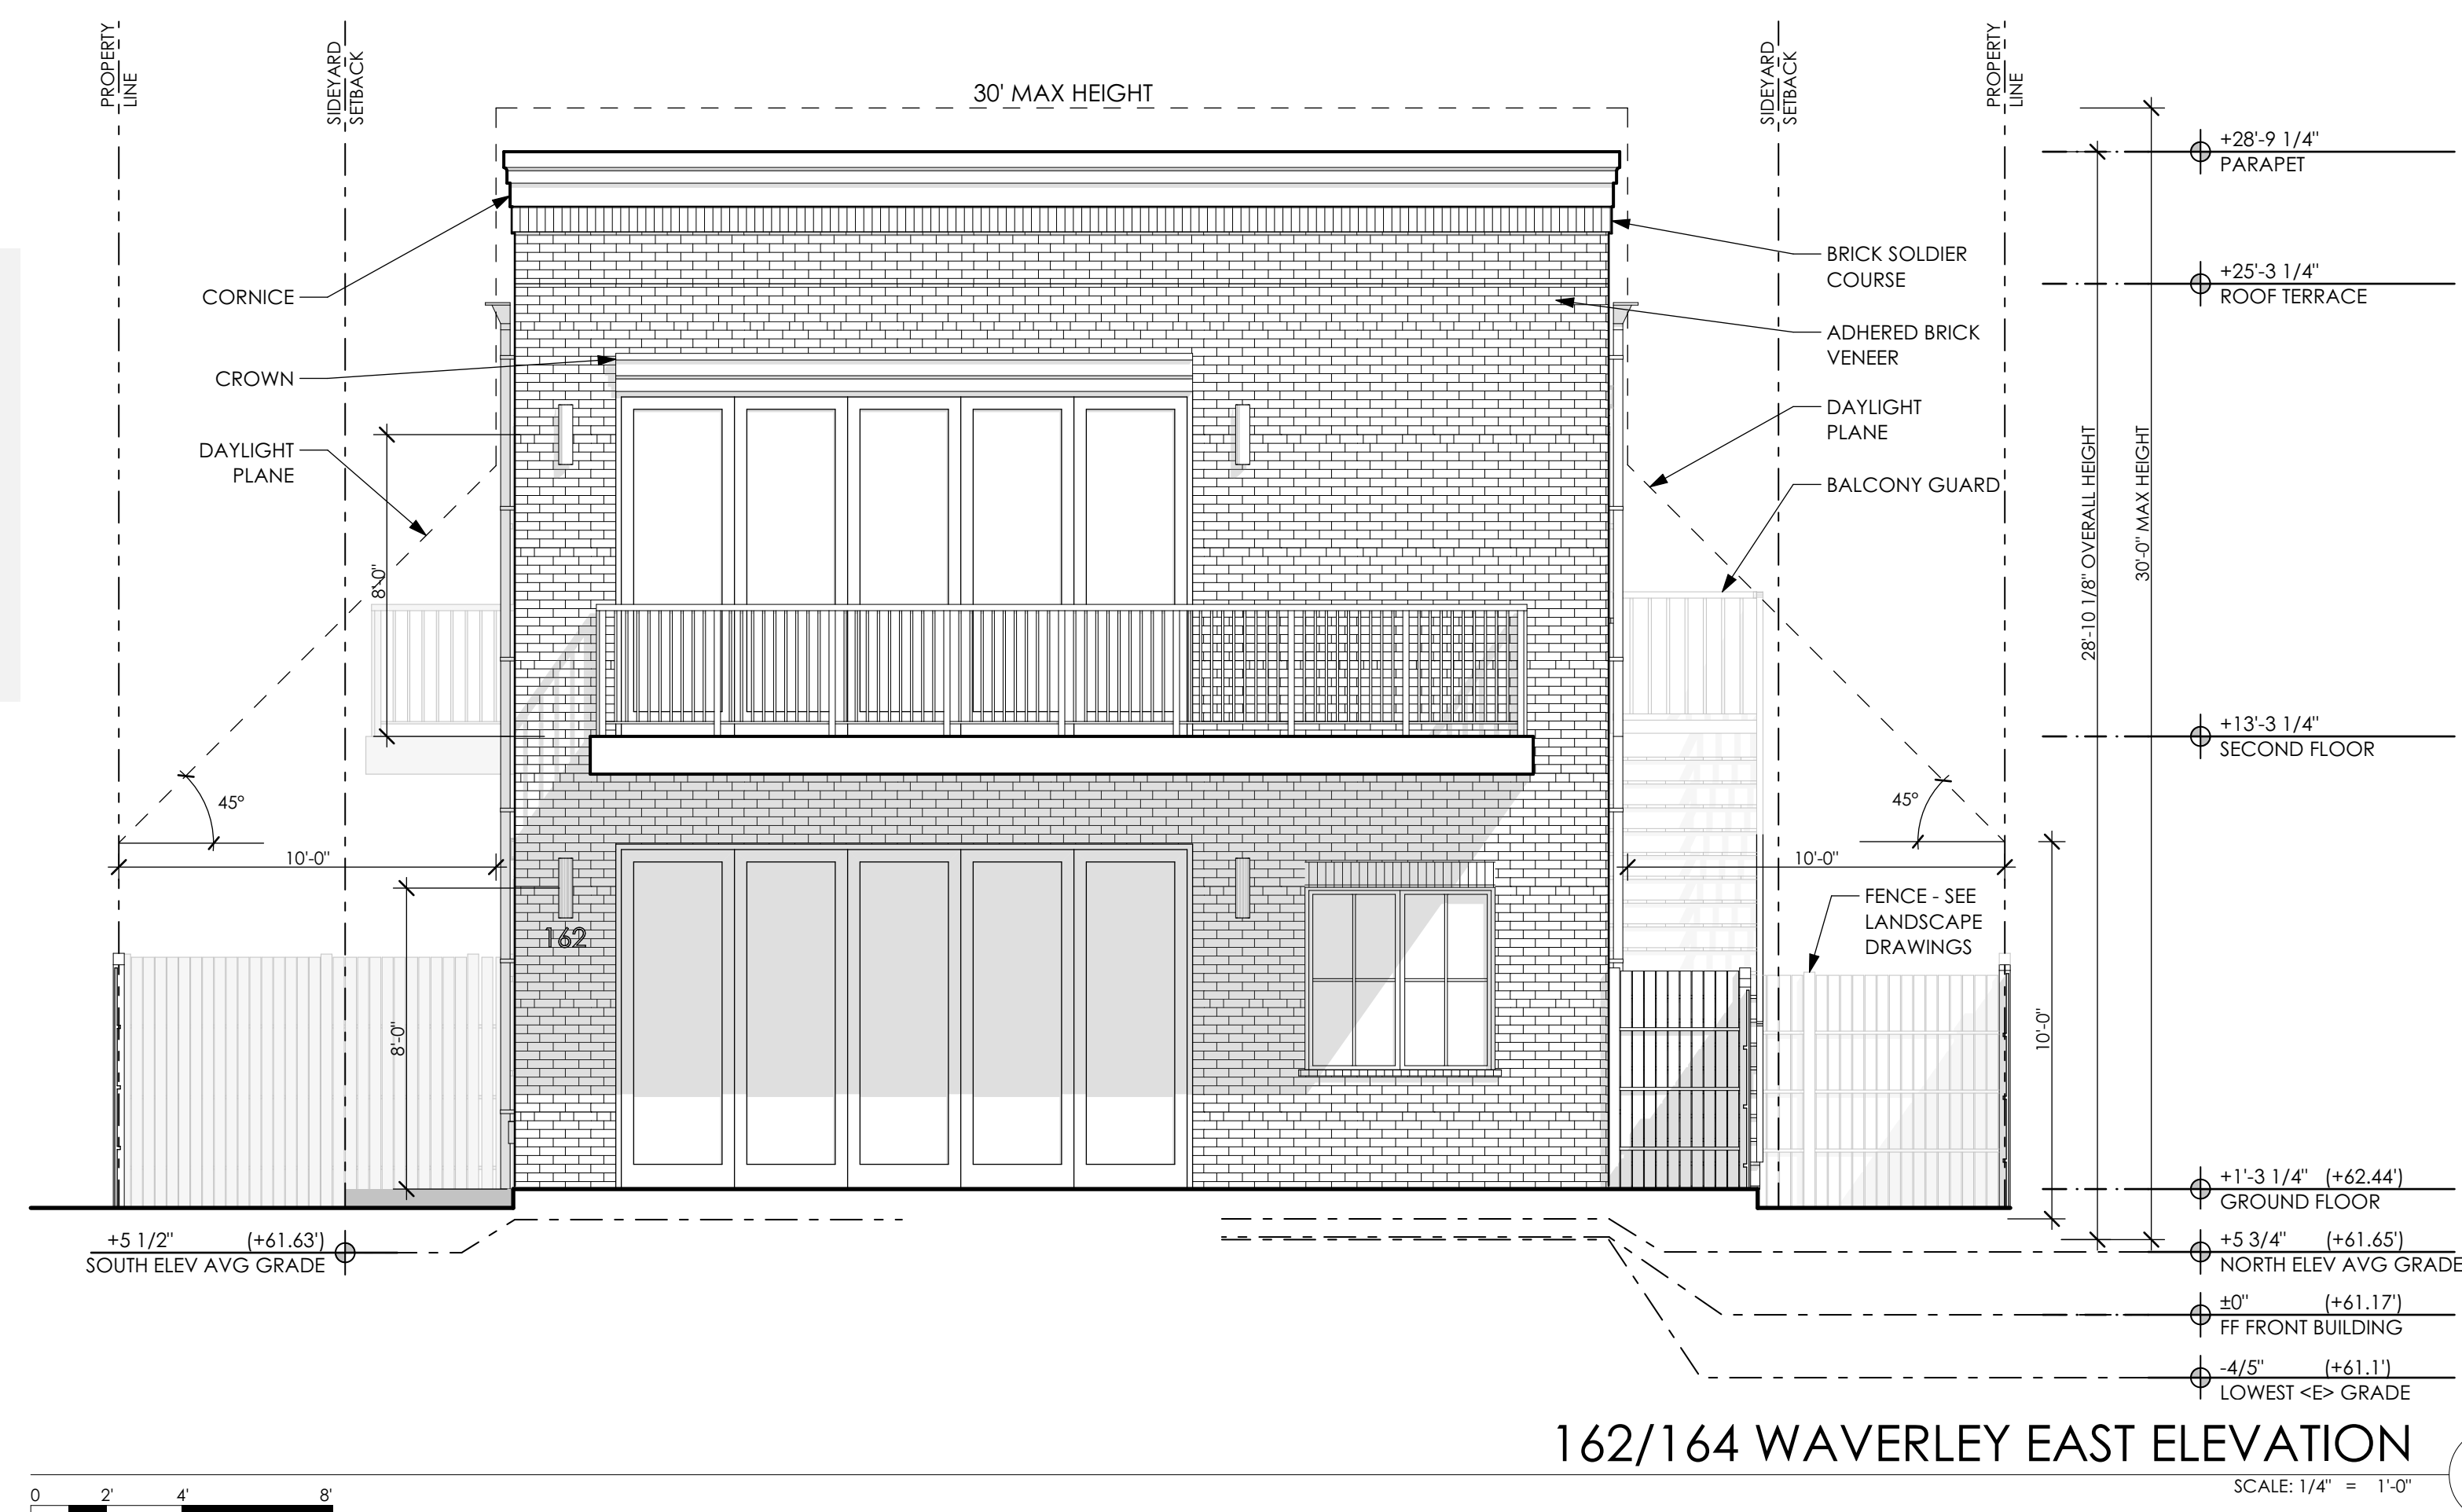 PROPERTY
LINE
SIDEYARD
SETBACK
30' MAX HEIGHT
SIDEYARD
SETBACK
PROPERTY
LINE
CORNICE
CROWN
DAYLIGHT
PLANE
8'-0"
45°
10'-0"
8'-0"
162
BRICK SOLDIER
COURSE
ADHERED BRICK
VENEER
DAYLIGHT
PLANE
BALCONY GUARD
45°
10'-0"
FENCE - SEE
LANDSCAPE
DRAWINGS
10'-0"
28'-10 1/8" OVERALL HEIGHT
30'-0" MAX HEIGHT
+28'-9 1/4"
PARAPET
+25'-3 1/4"
ROOF TERRACE
+13'-3 1/4"
SECOND FLOOR
+1'-3 1/4" (+62.44')
GROUND FLOOR
+5 3/4" (+61.65')
NORTH ELEV AVG GRADE
±0" (+61.17')
FF FRONT BUILDING
-4/5" (+61.1')
LOWEST <E> GRADE
+5 1/2" (+61.63')
SOUTH ELEV AVG GRADE
162/164 WAVERLEY EAST ELEVATION
SCALE: 1/4" = 1'-0"
0 2' 4' 8'